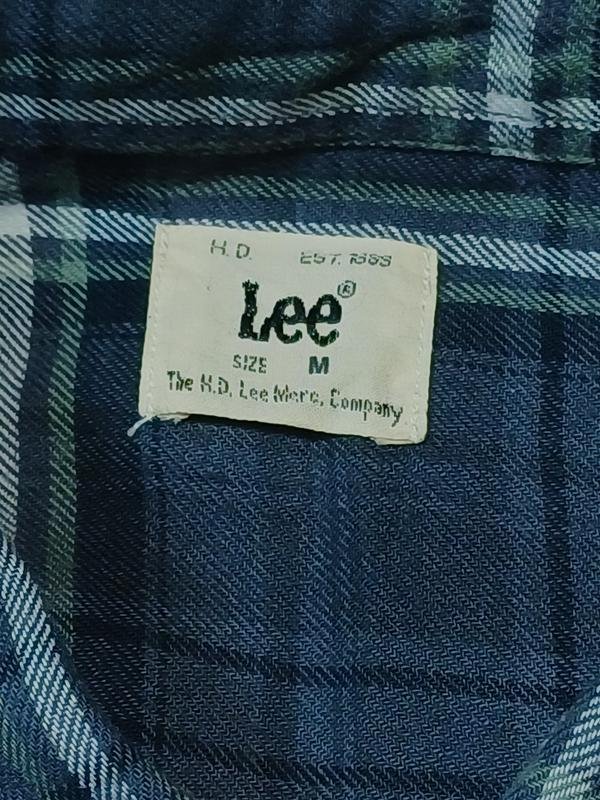 H.D. EST. 1889
Lee®
SIZE M
The H.D. Lee Merc. Company